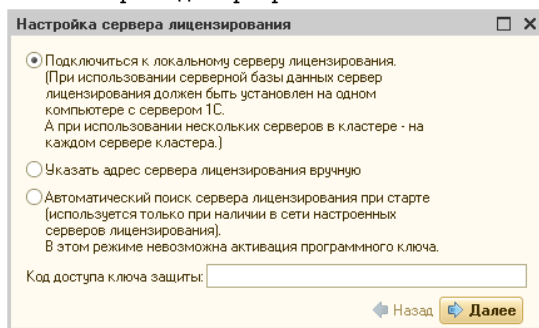 Настройка сервера лицензирования
Подключиться к локальному серверу лицензирования.
(При использовании серверной базы данных сервер
лицензирования должен быть установлен на одном
компьютере с сервером 1С.
А при использовании нескольких серверов в кластере - на
каждом сервере кластера.)
Указать адрес сервера лицензирования вручную
Автоматический поиск сервера лицензирования при старте
(используется только при наличии в сети настроенных
серверов лицензирования).
В этом режиме невозможна активация программного ключа.
Код доступа ключа защиты:
Назад Далее